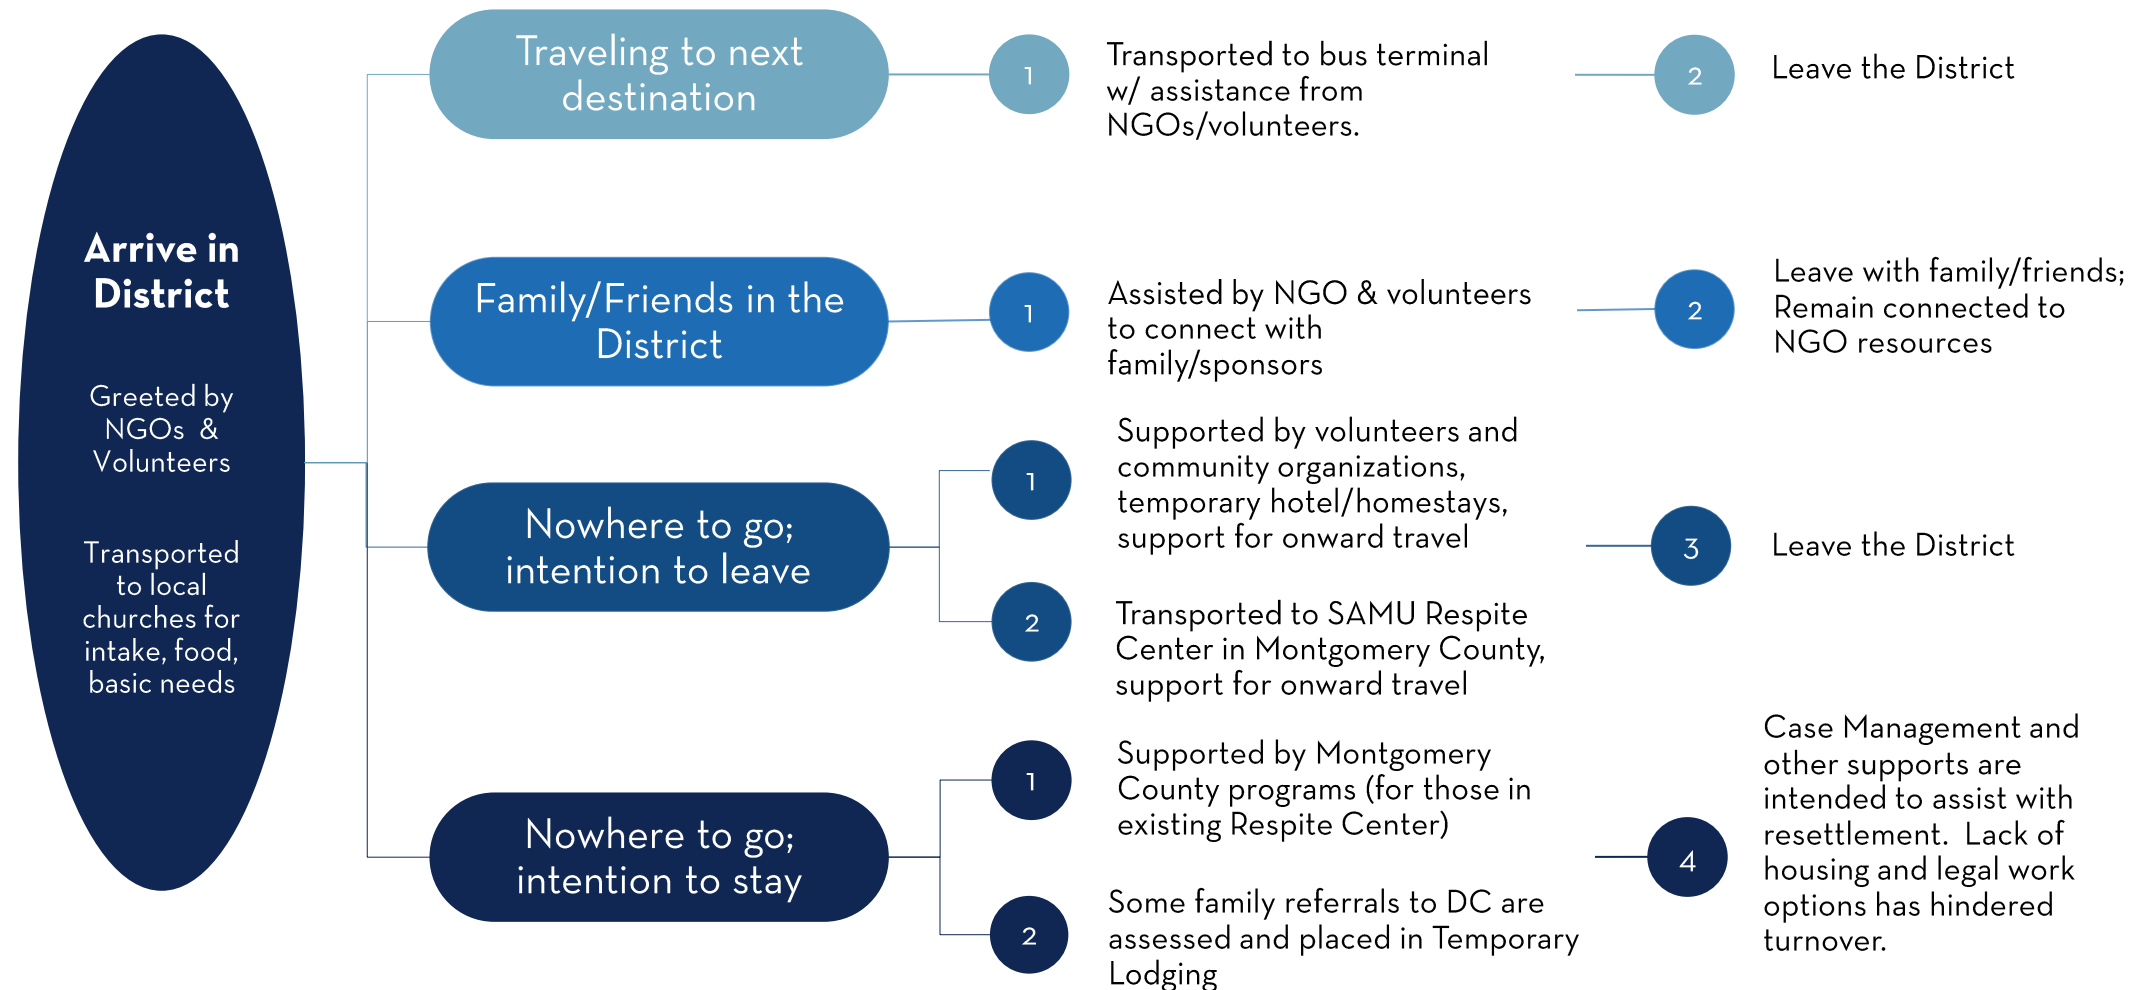 Arrive in
District
Greeted by
NGOs &
Volunteers
Transported
to local
churches for
intake, food,
basic needs
Traveling to next
destination
1
Transported to bus terminal
w/ assistance from
NGOs/volunteers.
2
Leave the District
Family/Friends in the
District
1
Assisted by NGO & volunteers
to connect with
family/sponsors
2
Leave with family/friends;
Remain connected to
NGO resources
Nowhere to go;
intention to leave
1
Supported by volunteers and
community organizations,
temporary hotel/homestays,
support for onward travel
2
Transported to SAMU Respite
Center in Montgomery County,
support for onward travel
3
Leave the District
Nowhere to go;
intention to stay
1
Supported by Montgomery
County programs (for those in
existing Respite Center)
2
Some family referrals to DC are
assessed and placed in Temporary
Lodging
4
Case Management and
other supports are
intended to assist with
resettlement. Lack of
housing and legal work
options has hindered
turnover.